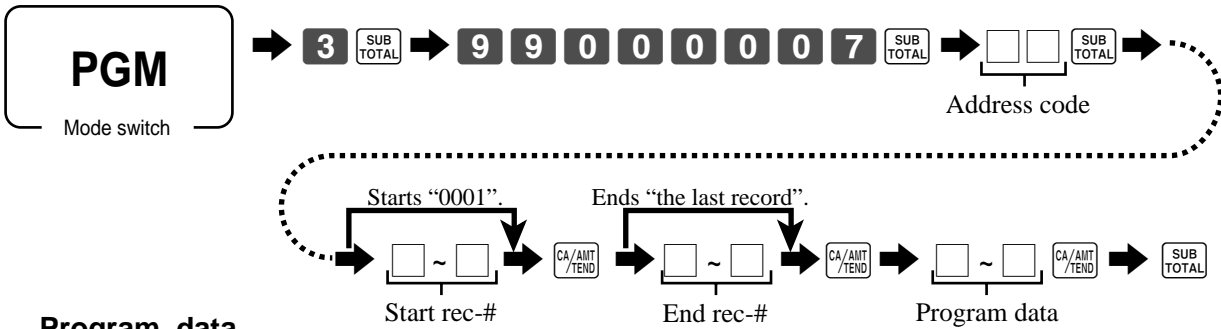 PGM
Mode switch
3 SUB TOTAL 9 9 0 0 0 0 0 7 SUB TOTAL SUB TOTAL
Address code
Starts “0001”. Ends “the last record”.
~ CA/AMT/TEND ~ CA/AMT/TEND ~ CA/AMT/TEND SUB TOTAL
Start rec-# End rec-# Program data
Program data